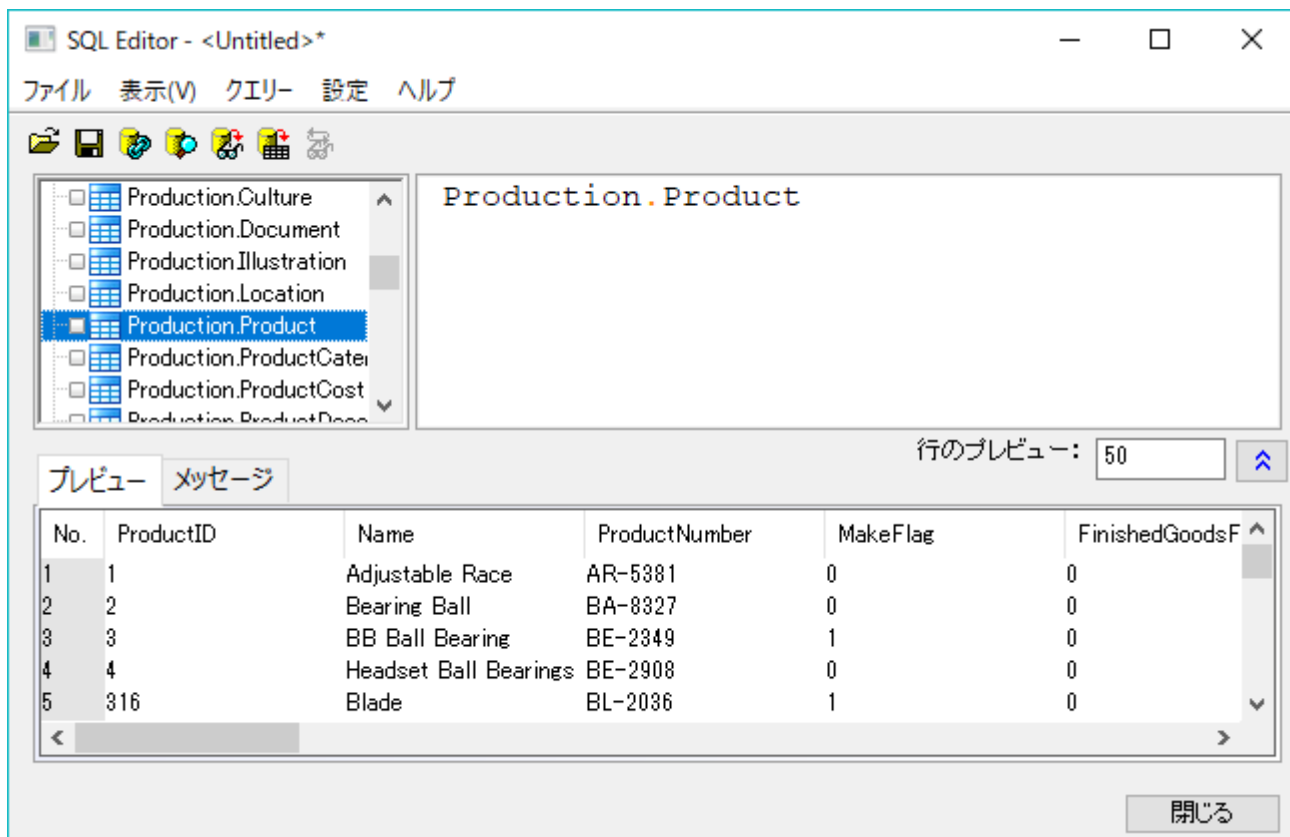 SQL Editor - <Untitled>*
ファイル 表示(V) クエリー 設定 ヘルプ
Production.Culture
Production.Document
Production.Illustration
Production.Location
Production.Product
Production.ProductCate
Production.ProductCost
Production.ProductDocu
Production.Product
行のプレビュー: 50
プレビュー メッセージ
No. ProductID Name ProductNumber MakeFlag FinishedGoodsF
1 1 Adjustable Race AR-5381 0 0
2 2 Bearing Ball BA-8327 0 0
3 3 BB Ball Bearing BE-2349 1 0
4 4 Headset Ball Bearings BE-2908 0 0
5 316 Blade BL-2036 1 0
閉じる